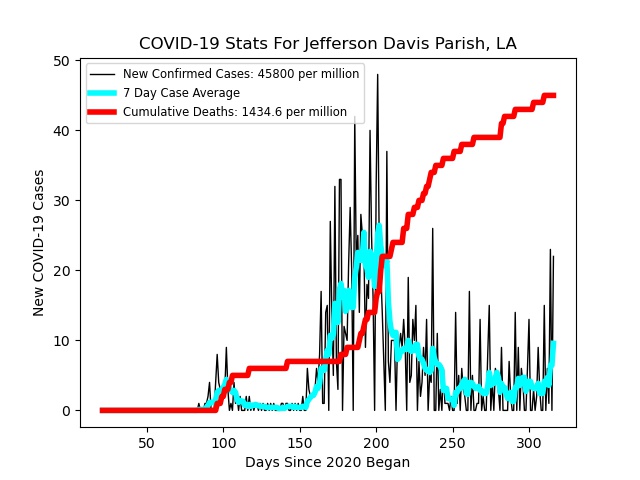 COVID-19 Stats For Jefferson Davis Parish, LA
New Confirmed Cases: 45800 per million
7 Day Case Average
Cumulative Deaths: 1434.6 per million
New COVID-19 Cases
50
40
30
20
10
0
50 100 150 200 250 300
Days Since 2020 Began